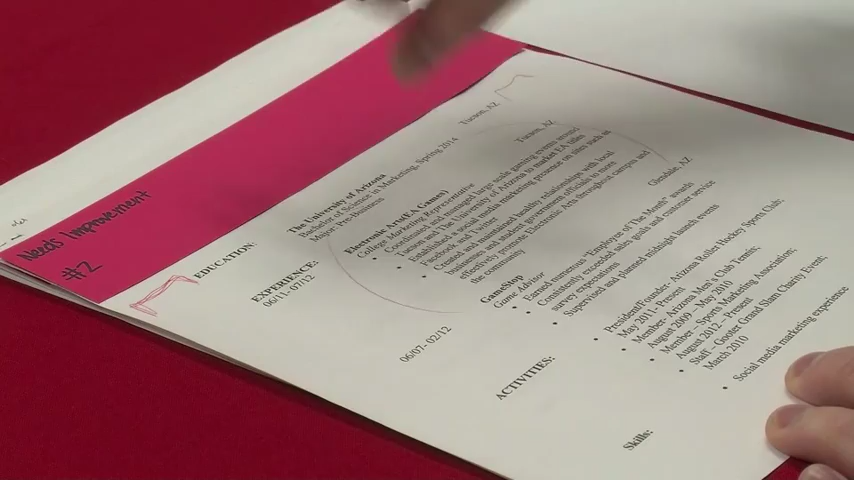 Needs Improvement
#2
EDUCATION:
The University of Arizona
Tucson, AZ
Bachelor of Science in Marketing, Spring 2014
Major: Pre-Business
EXPERIENCE:
06/11- 07/12
Electronic Arts(EA Games)
Tucson, AZ
College Marketing Representative
• Coordinated and managed large scale gaming events around
Tucson and The University of Arizona to market EA titles
• Established a social media marketing presence on sites such as
Facebook and Twitter
• Created and maintained healthy relationships with local
businesses and student government officials to more
effectively promote Electronic Arts throughout campus and
the community
06/07- 02/12
GameStop
Glendale, AZ
Game Advisor
• Earned numerous "Employee of The Month" awards
• Consistently exceeded sales goals and customer service
survey expectations
• Supervised and planned midnight launch events
ACTIVITIES:
• President/Founder- Arizona Roller Hockey Sports Club:
May 2011- Present
• Member- Arizona Men's Club Tennis;
August 2009 – May 2010
• Member – Sports Marketing Association;
August 2012 – Present
• Staff – Gooter Grand Slam Charity Event:
March 2010
Skills:
• Social media marketing experience